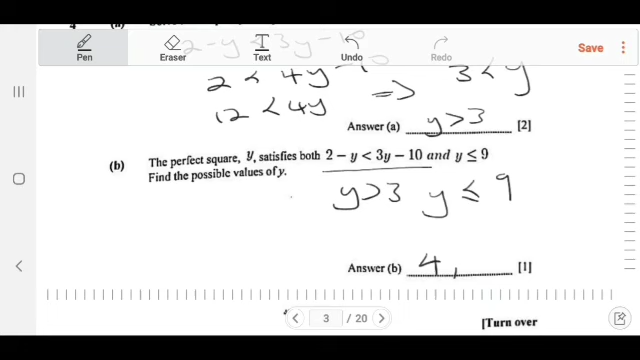 Save
Pen Eraser Text Undo Redo
2 < 4y
12 < 4y => 3 < y
Answer (a) y > 3 [2]
(b) The perfect square, y, satisfies both 2 − y < 3y − 10 and y ≤ 9
Find the possible values of y.
y > 3 y ≤ 9
Answer (b) 4, [1]
3 / 20
[Turn over